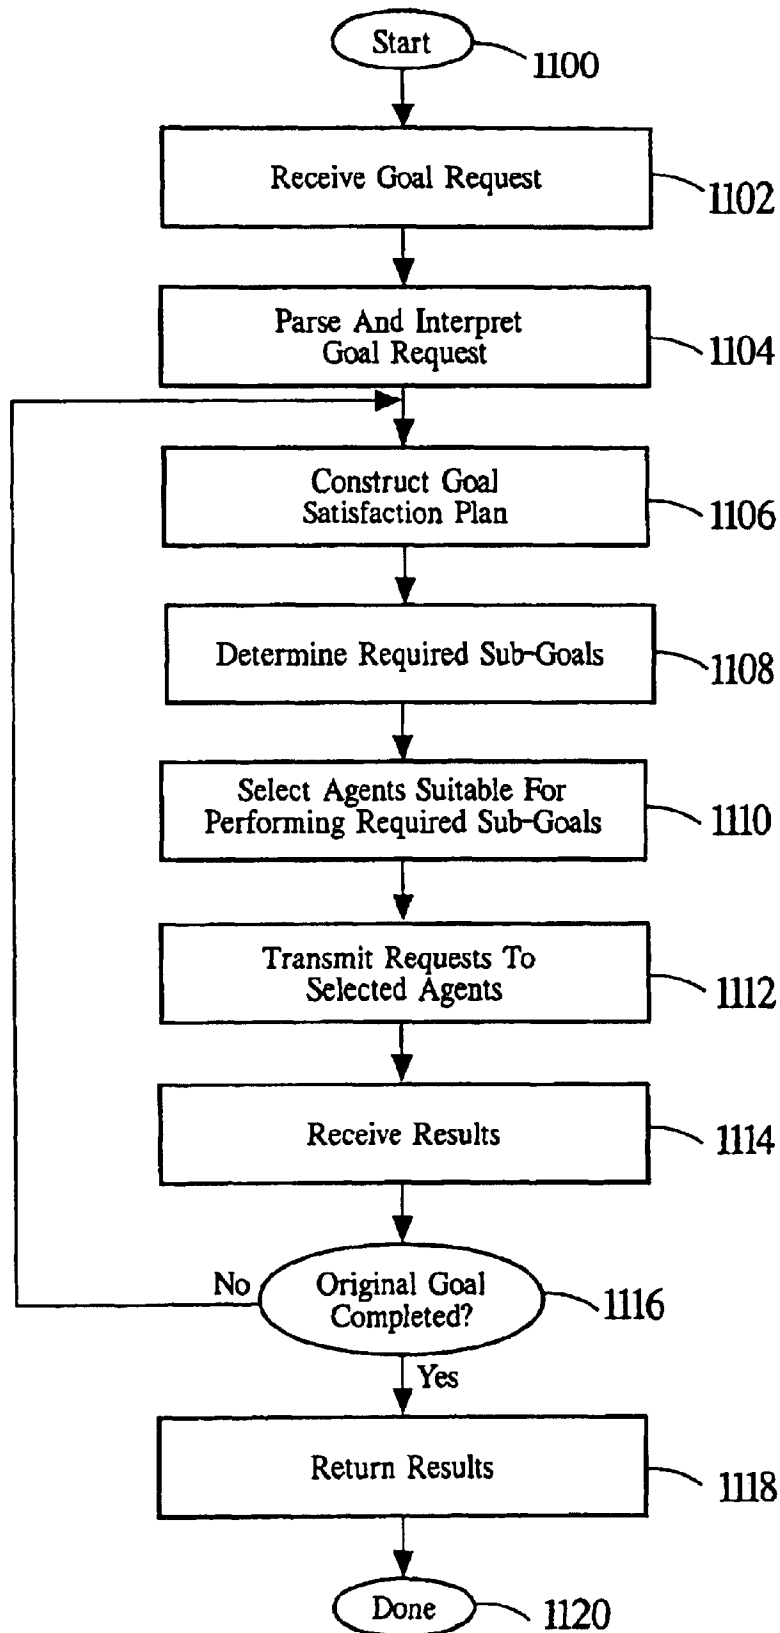 Start
1100
Receive Goal Request
1102
Parse And Interpret
Goal Request
1104
Construct Goal
Satisfaction Plan
1106
Determine Required Sub-Goals
1108
Select Agents Suitable For
Performing Required Sub-Goals
1110
Transmit Requests To
Selected Agents
1112
Receive Results
1114
No
Original Goal
Completed?
1116
Yes
Return Results
1118
Done
1120